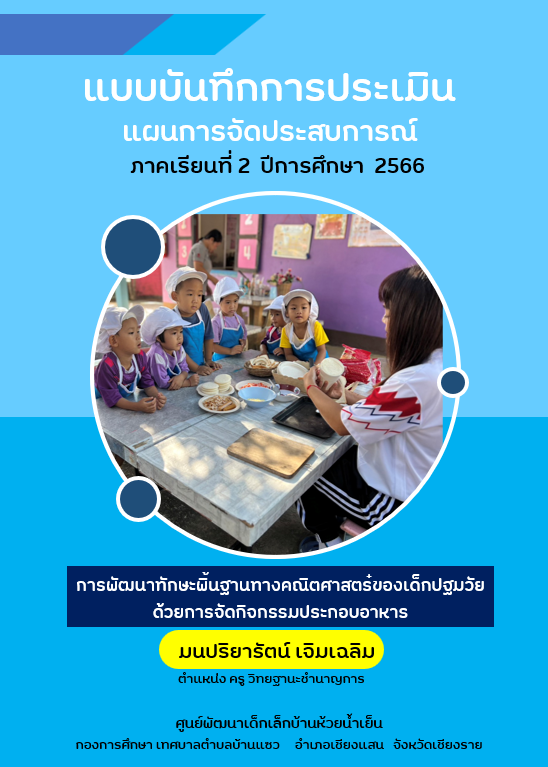 แบบบันทึกการประเมิน
แผนการจัดประสบการณ์
ภาคเรียนที่ 2 ปีการศึกษา 2566
2
3
3
4
การพัฒนาทักษะพื้นฐานทางคณิตศาสตร์ของเด็กปฐมวัย
ด้วยการจัดกิจกรรมประกอบอาหาร
มนปริยารัตน์ เจิมเฉลิม
ตำแหน่ง ครู วิทยฐานะชำนาญการ
ศูนย์พัฒนาเด็กเล็กบ้านห้วยน้ำเย็น
กองการศึกษา เทศบาลตำบลบ้านแซว อำเภอเชียงแสน จังหวัดเชียงราย